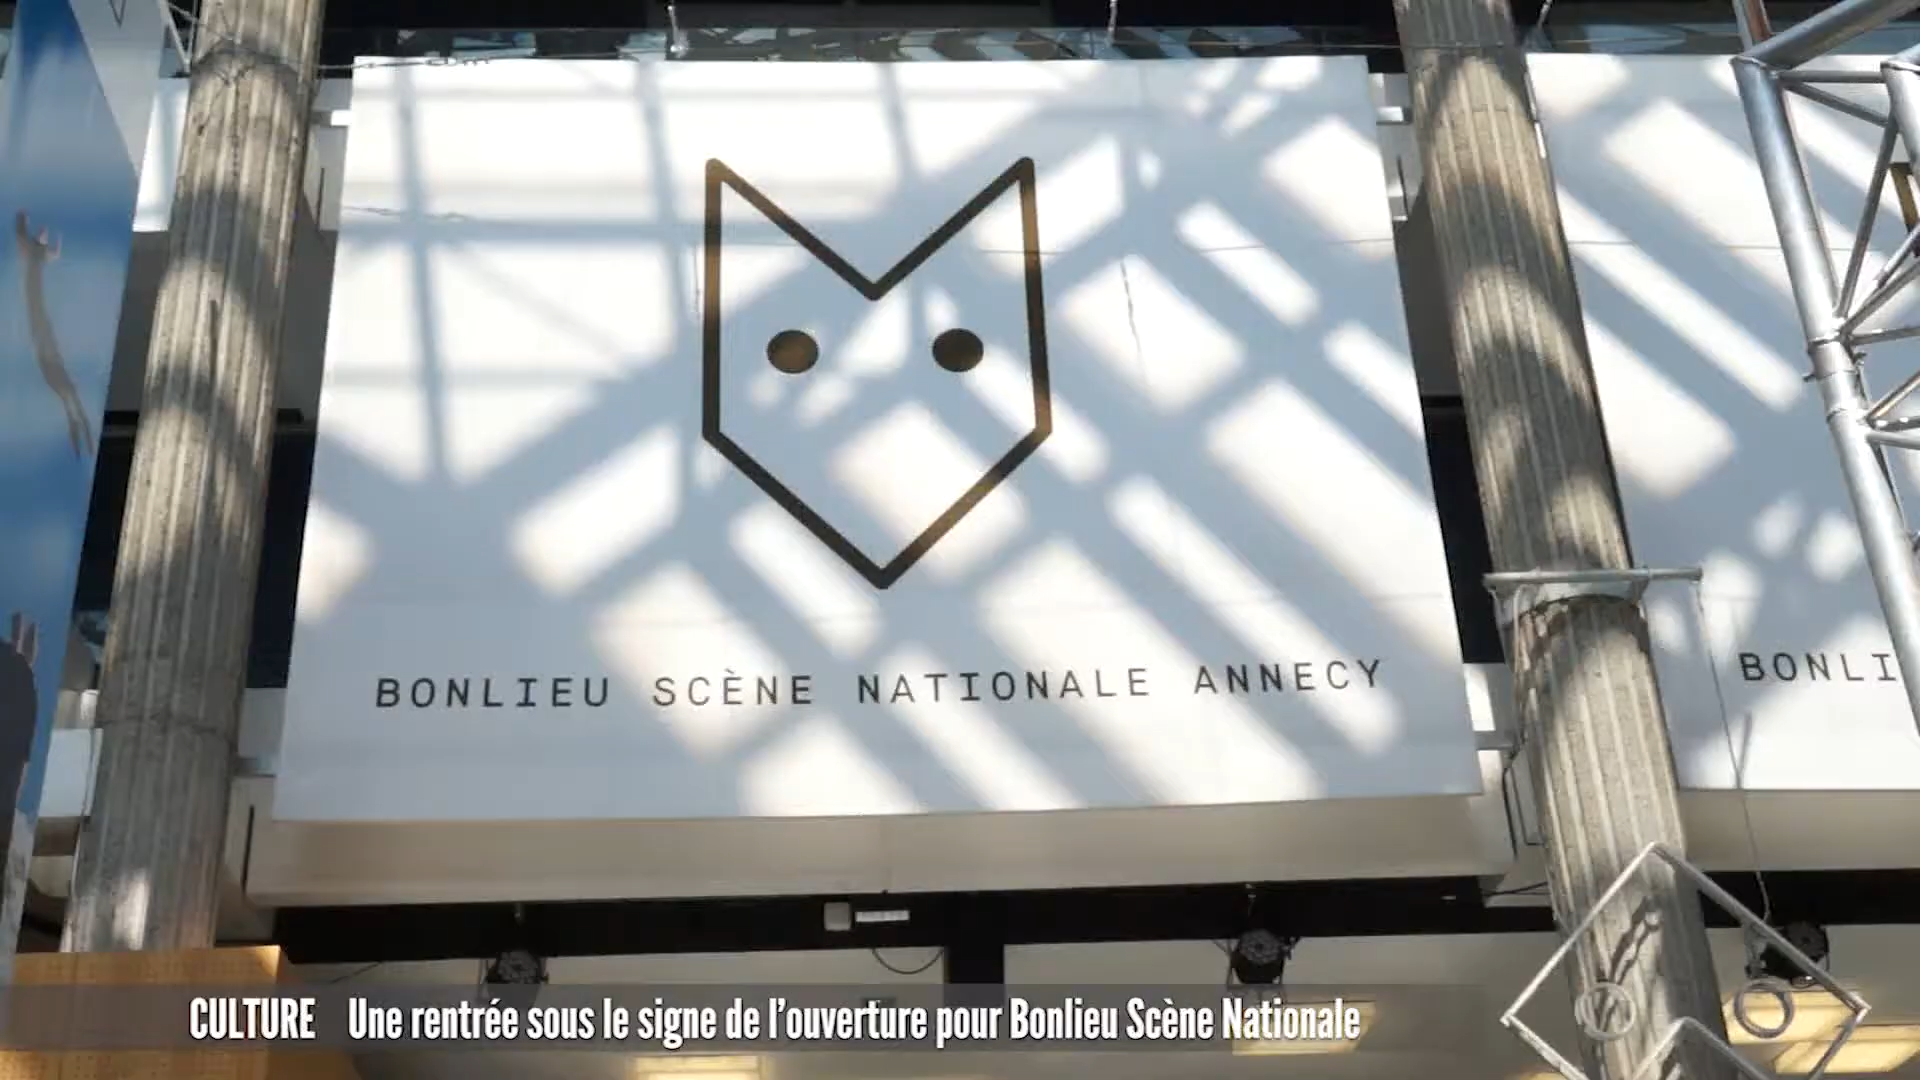 BONLIEU SCÈNE NATIONALE ANNECY
BONLI
CULTURE Une rentrée sous le signe de l'ouverture pour Bonlieu Scène Nationale